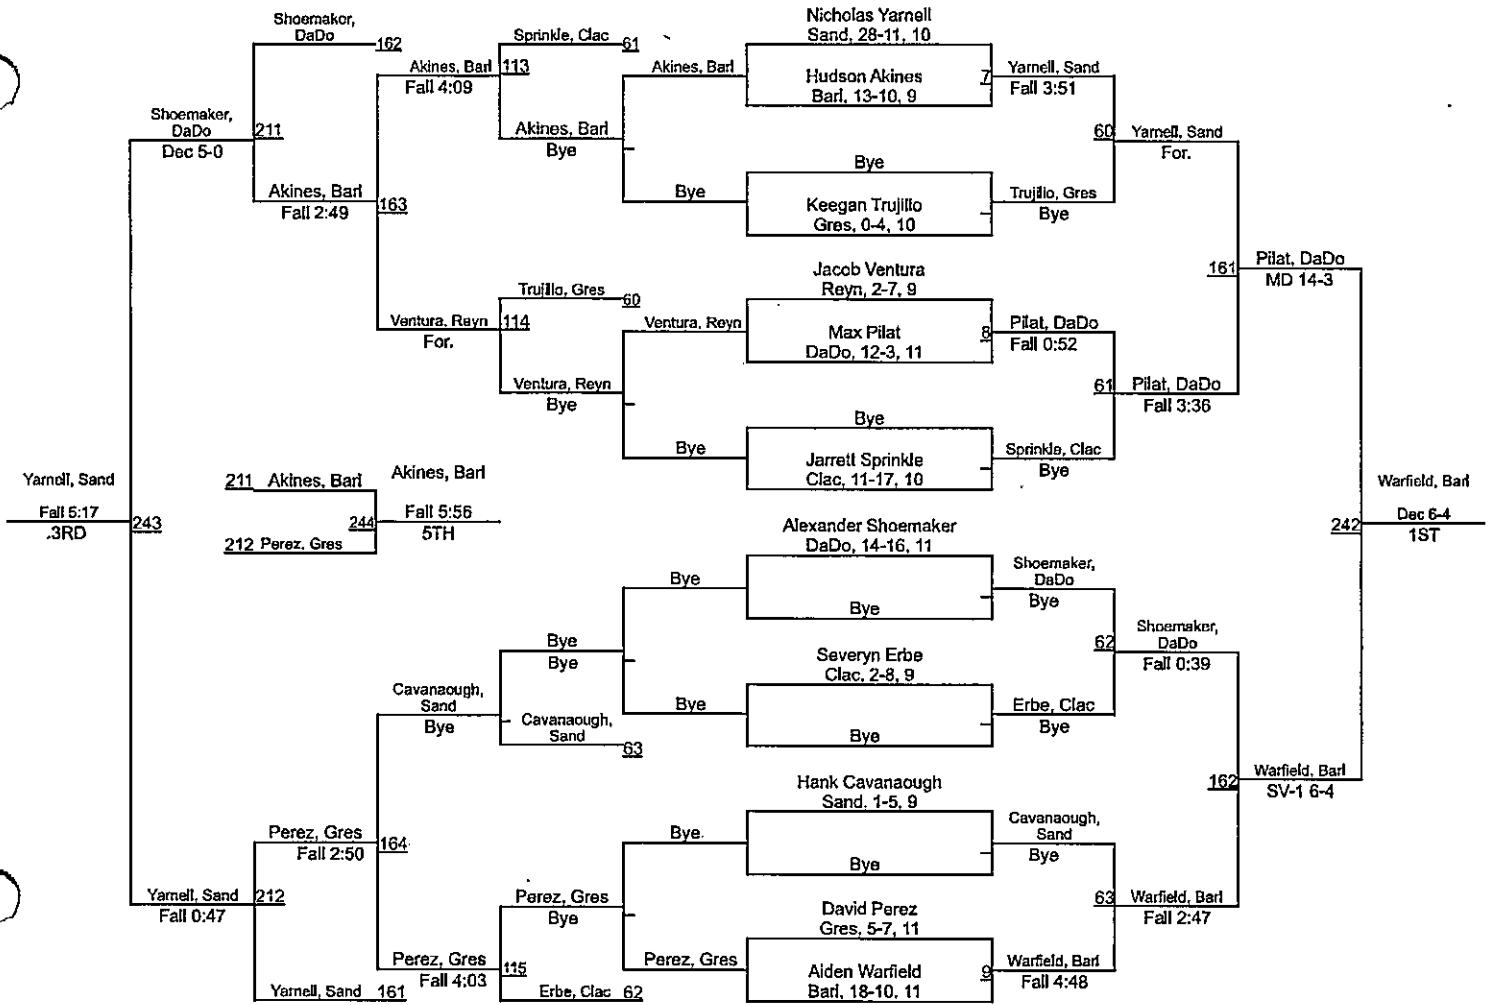 Shoemaker,
DaDo
162
Sprinkle, Clac 61
Akines, Barl 113
Fall 4:09
Shoemaker,
DaDo
Dec 5-0
211
Akines, Barl
Bye
Akines, Barl
Fall 2:49
163
Akines, Barl
Bye
Nicholas Yarnell
Sand, 28-11, 10
Hudson Akines
Barl, 13-10, 9
7
Yarnell, Sand
Fall 3:51
Bye
Keegan Trujillo
Gres, 0-4, 10
Trujillo, Gres
Bye
60
Yarnell, Sand
For.
Trujillo, Gres 60
Ventura, Reyn 114
For.
Ventura, Reyn
Bye
Ventura, Reyn
Bye
Jacob Ventura
Reyn, 2-7, 9
Max Pilat
DaDo, 12-3, 11
8
Pilat, DaDo
Fall 0:52
Bye
Jarrett Sprinkle
Clac, 11-17, 10
Sprinkle, Clac
Bye
61
Pilat, DaDo
Fall 3:36
161
Pilat, DaDo
MD 14-3
Yarnell, Sand
Fall 5:17
3RD
243
211 Akines, Barl
212 Perez, Gres
244
Akines, Barl
Fall 5:56
5TH
242
Warfield, Barl
Dec 6-4
1ST
Bye
Bye
Bye
Bye
Cavanaough,
Sand
Bye
Cavanaough,
Sand
63
Alexander Shoemaker
DaDo, 14-16, 11
Bye
Shoemaker,
DaDo
Bye
Severyn Erbe
Clac, 2-8, 9
Bye
Erbe, Clac
Bye
62
Shoemaker,
DaDo
Fall 0:39
162
Warfield, Barl
SV-1 6-4
Perez, Gres
Fall 2:50
164
Yarnell, Sand
Fall 0:47
212
Yarnell, Sand 161
Perez, Gres
Fall 4:03
115
Perez, Gres
Bye
Erbe, Clac 62
Bye
Perez, Gres
Hank Cavanaough
Sand, 1-5, 9
Bye
Cavanaough,
Sand
Bye
David Perez
Gres, 5-7, 11
Aiden Warfield
Barl, 18-10, 11
9
Warfield, Barl
Fall 4:48
63
Warfield, Barl
Fall 2:47